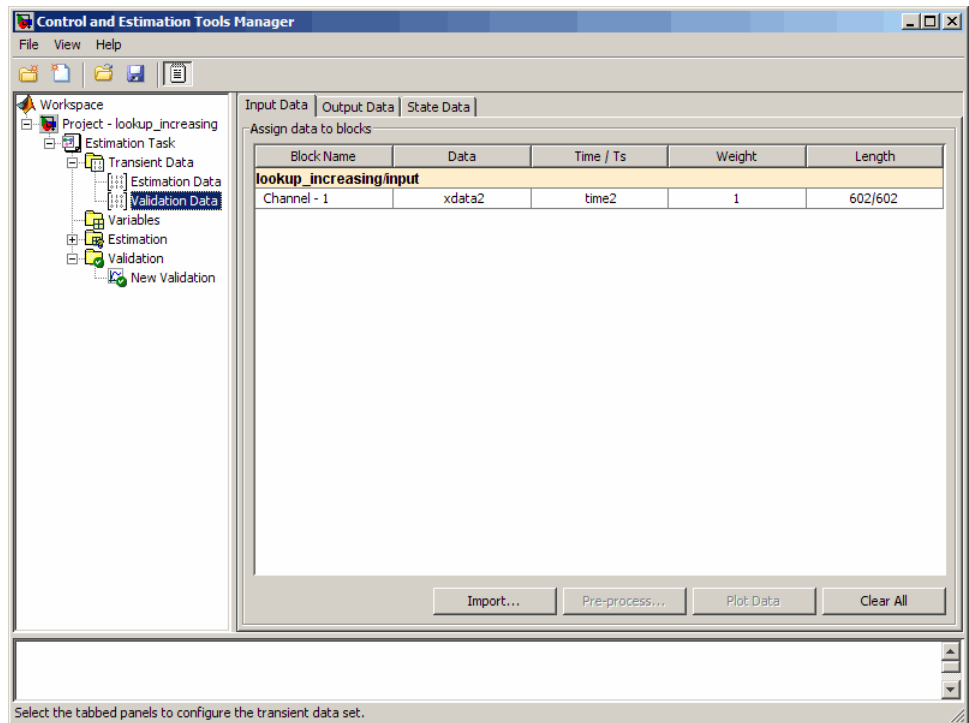 Control and Estimation Tools Manager
File View Help
Workspace
Project - lookup_increasing
Estimation Task
Transient Data
Estimation Data
Validation Data
Variables
Estimation
Validation
New Validation
Input Data Output Data State Data
Assign data to blocks
Block Name Data Time / Ts Weight Length
lookup_increasing/input
Channel - 1 xdata2 time2 1 602/602
Import... Pre-process... Plot Data Clear All
Select the tabbed panels to configure the transient data set.